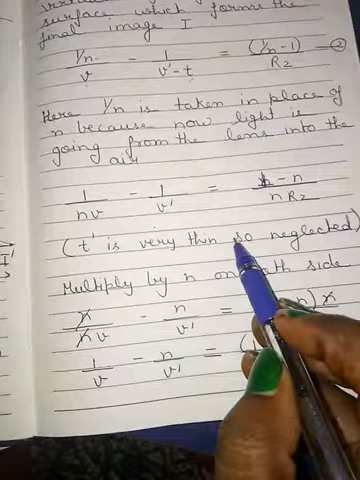 surface which forms the
final image I
(1/n)/v - 1/(v'-t) = (1/n-1)/R2 — ②
Here 1/n is taken in place of
n because now light is
going from the lens into the
air
1/nv - 1/v' = 1-n/nR2
(t' is very thin so neglected)
Multiply by n on both side
n/nv - n/v' = n) n
1/v - n/v' = (
I'